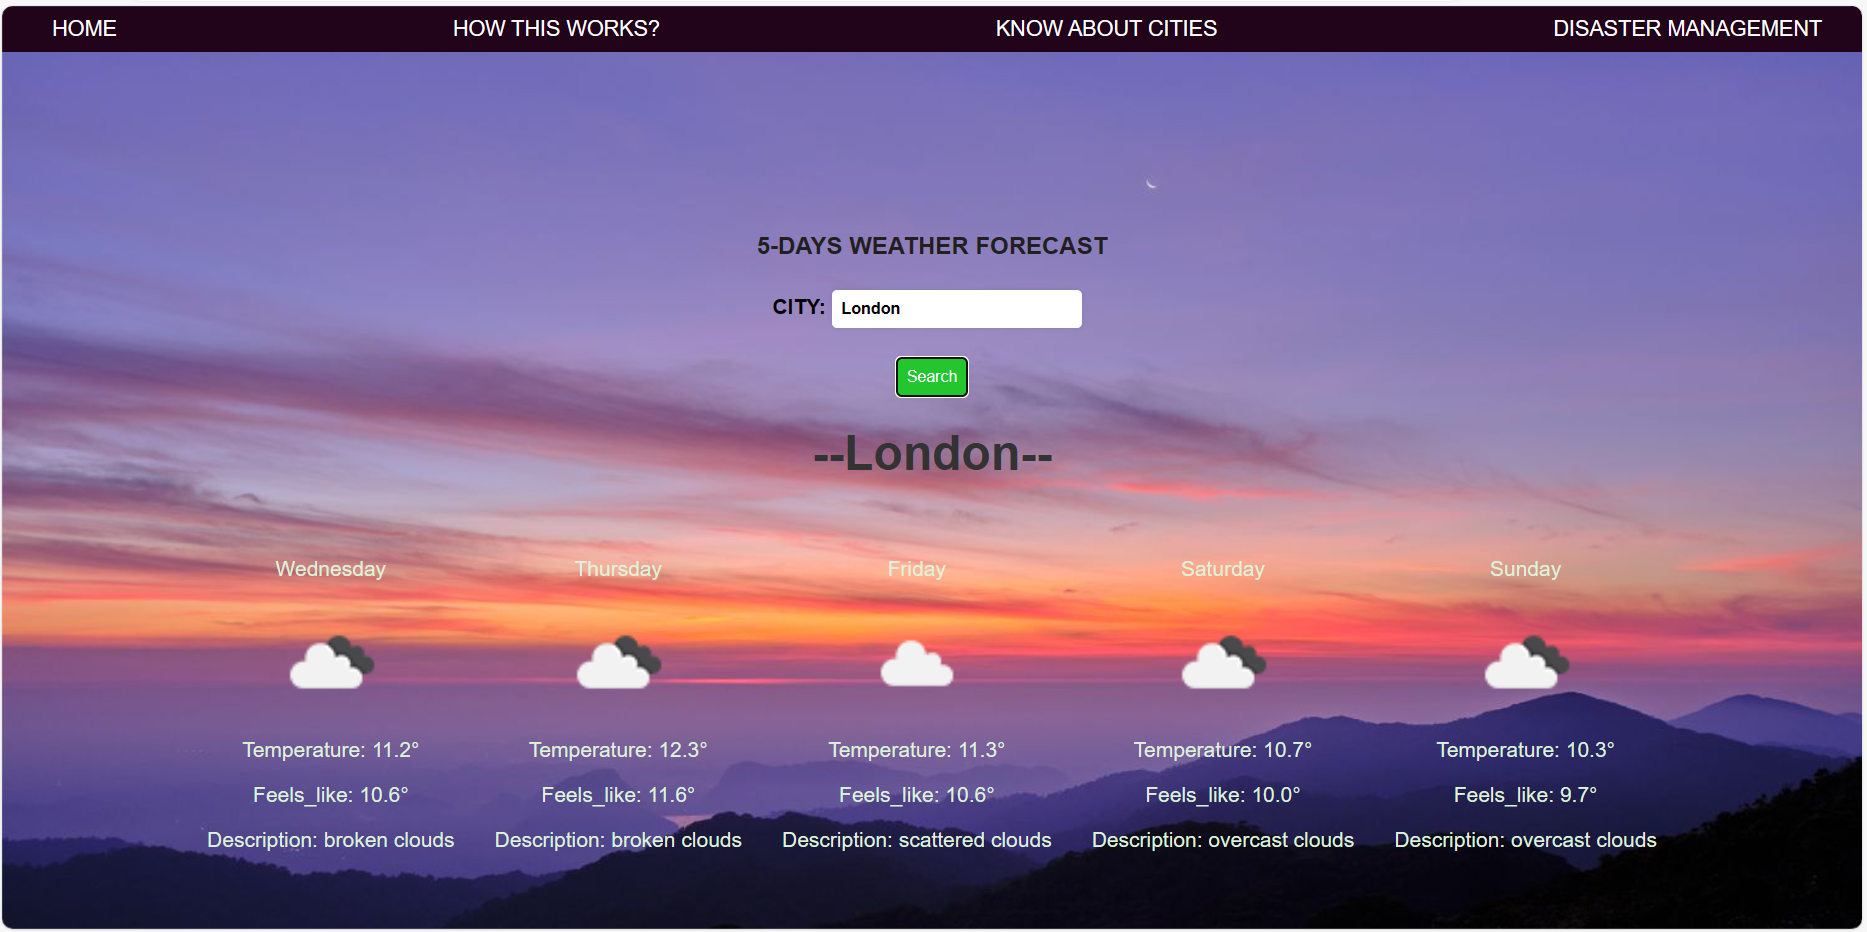 HOME HOW THIS WORKS? KNOW ABOUT CITIES DISASTER MANAGEMENT
5-DAYS WEATHER FORECAST
CITY: London
Search
--London--
Wednesday Thursday Friday Saturday Sunday
Temperature: 11.2° Temperature: 12.3° Temperature: 11.3° Temperature: 10.7° Temperature: 10.3°
Feels_like: 10.6° Feels_like: 11.6° Feels_like: 10.6° Feels_like: 10.0° Feels_like: 9.7°
Description: broken clouds Description: broken clouds Description: scattered clouds Description: overcast clouds Description: overcast clouds